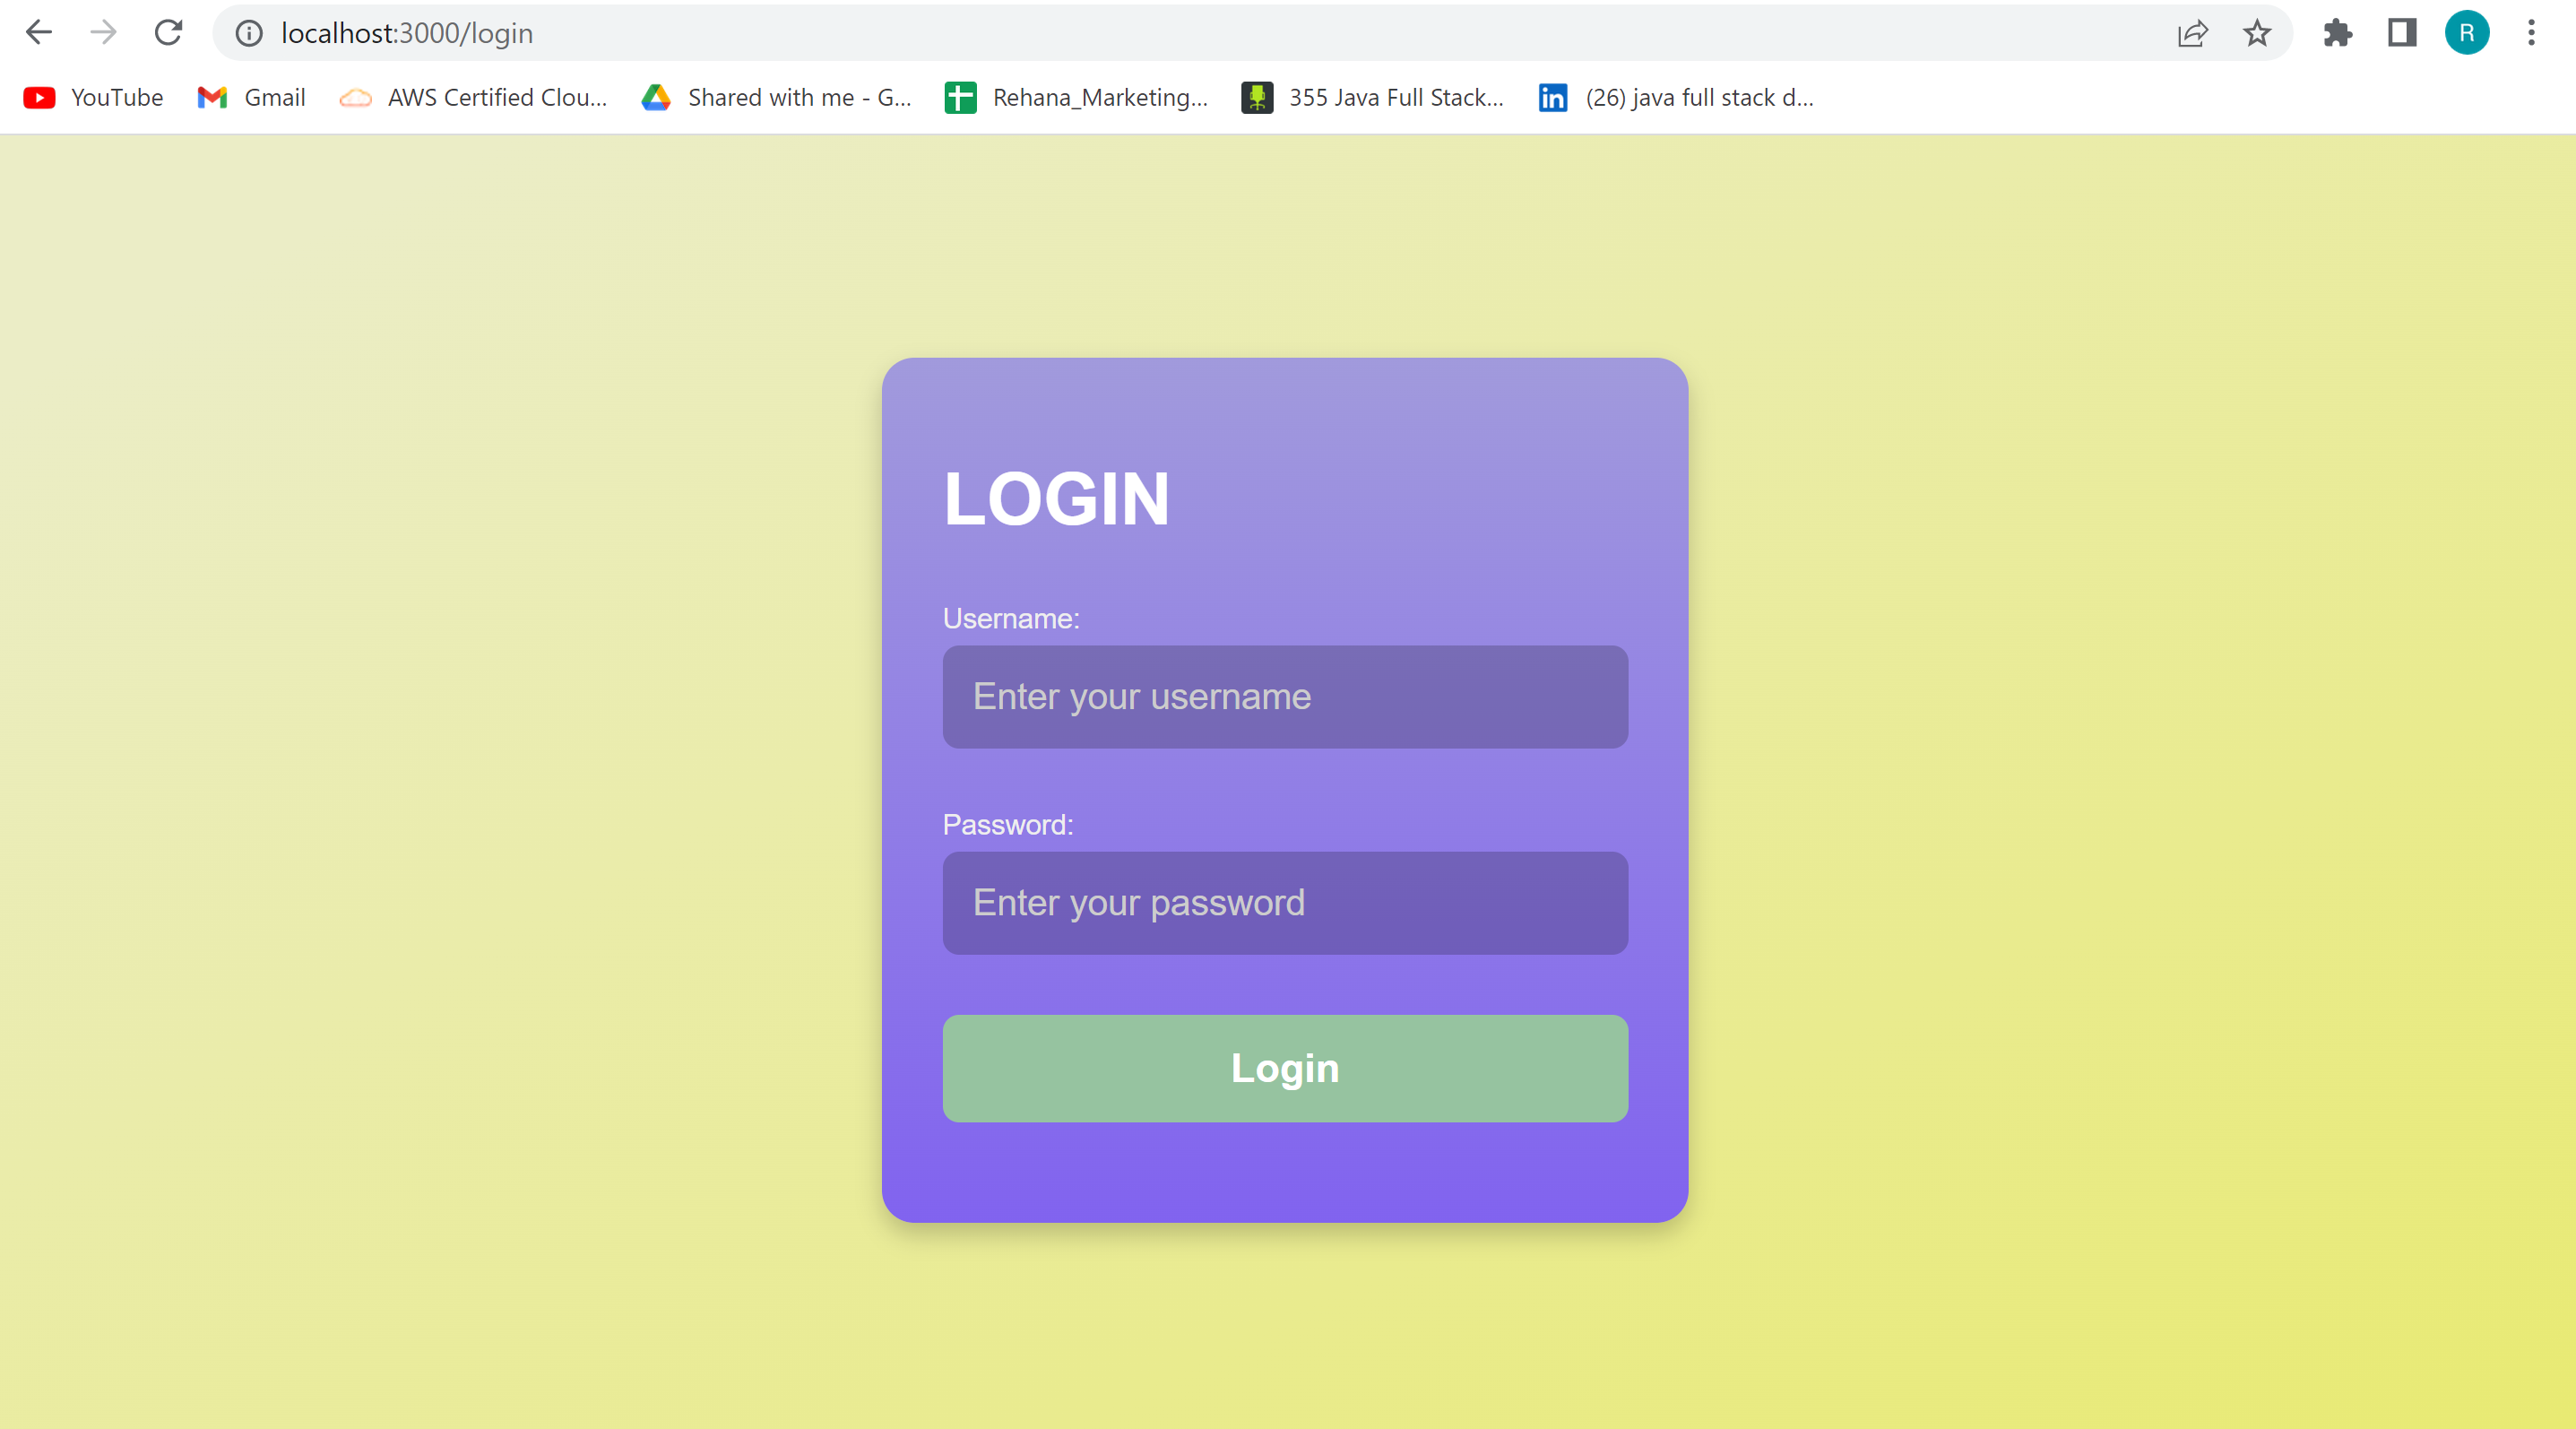 localhost:3000/login
R
YouTube Gmail AWS Certified Clou... Shared with me - G... Rehana_Marketing... 355 Java Full Stack... in (26) java full stack d...
LOGIN
Username:
Enter your username
Password:
Enter your password
Login